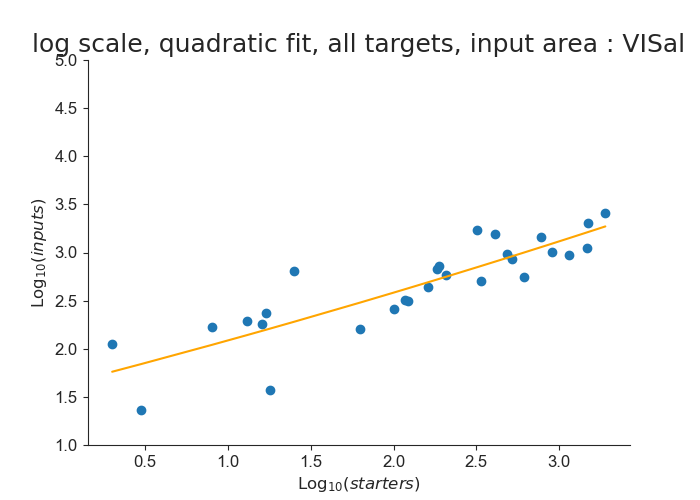 log scale, quadratic fit, all targets, input area : VISal
5.0
4.5
4.0
3.5
3.0
2.5
2.0
1.5
1.0
Log₁₀(inputs)
0.5 1.0 1.5 2.0 2.5 3.0
Log₁₀(starters)